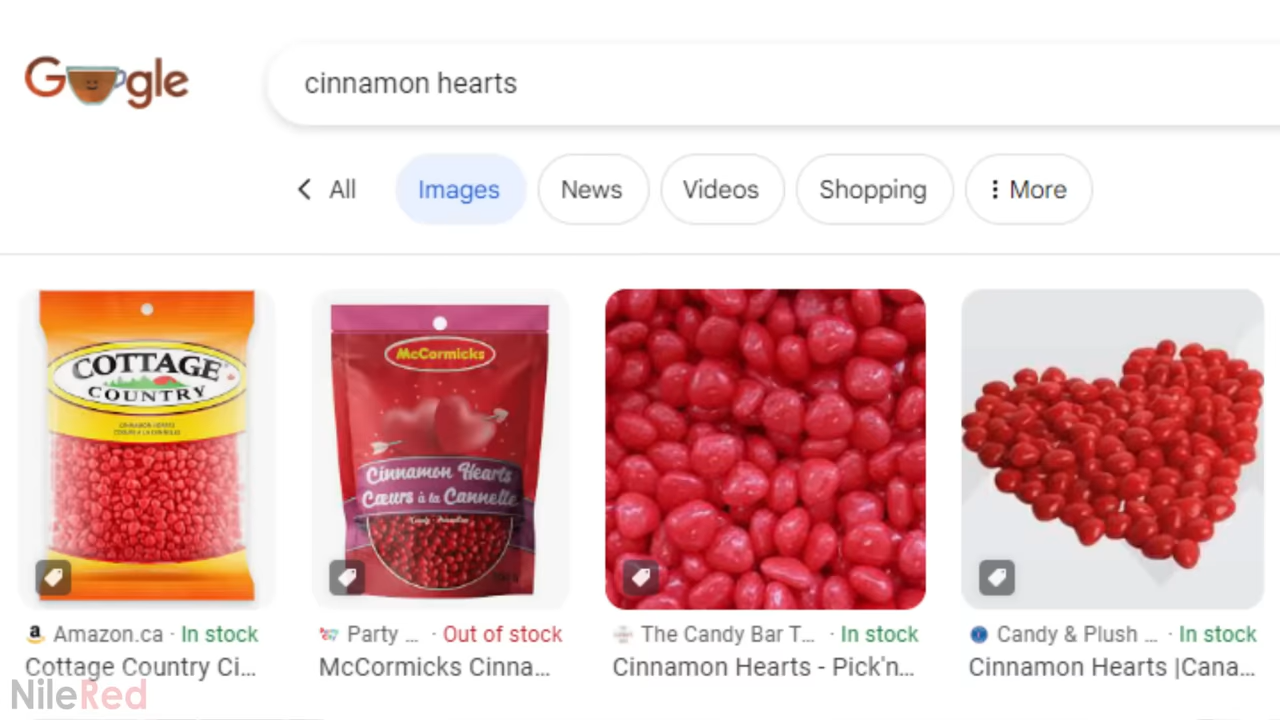 Google
cinnamon hearts
All Images News Videos Shopping More
COTTAGE
COUNTRY
McCormicks
Cinnamon Hearts
Cœurs à la Cannelle
Amazon.ca · In stock
Cottage Country Ci...
Party ... · Out of stock
McCormicks Cinna...
The Candy Bar T... · In stock
Cinnamon Hearts - Pick'n...
Candy & Plush ... · In stock
Cinnamon Hearts |Cana...
NileRed